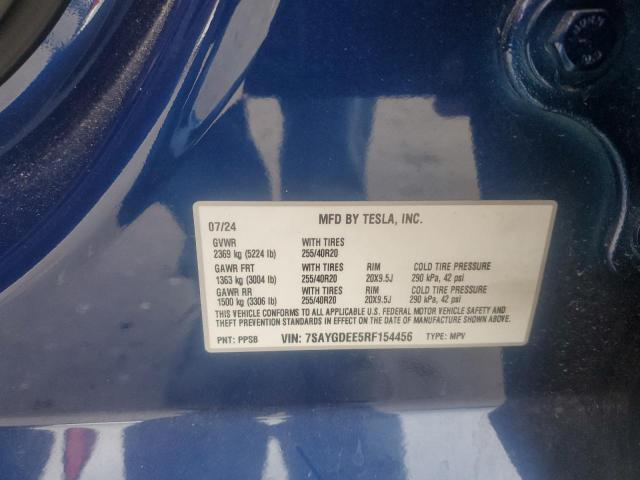 MFD BY TESLA, INC.
07/24
GVWR WITH TIRES
2369 kg (5224 lb) 255/40R20
GAWR FRT WITH TIRES RIM COLD TIRE PRESSURE
1363 kg (3004 lb) 255/40R20 20X9.5J 290 kPa, 42 psi
GAWR RR WITH TIRES RIM COLD TIRE PRESSURE
1500 kg (3306 lb) 255/40R20 20X9.5J 290 kPa, 42 psi
THIS VEHICLE CONFORMS TO ALL APPLICABLE U.S. FEDERAL MOTOR VEHICLE SAFETY AND
THEFT PREVENTION STANDARDS IN EFFECT ON THE DATE OF MANUFACTURE SHOWN ABOVE.
PNT: PPSB VIN: 7SAYGDEE5RF154456 TYPE: MPV